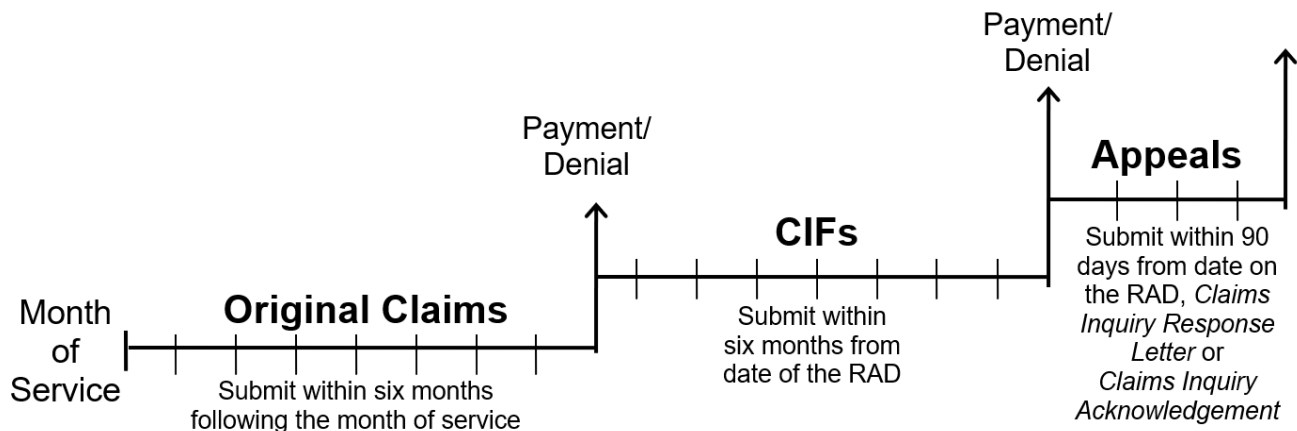 Month
of
Service
Original Claims
Submit within six months
following the month of service
Payment/
Denial
CIFs
Submit within
six months from
date of the RAD
Payment/
Denial
Appeals
Submit within 90
days from date on
the RAD, Claims
Inquiry Response
Letter or
Claims Inquiry
Acknowledgement